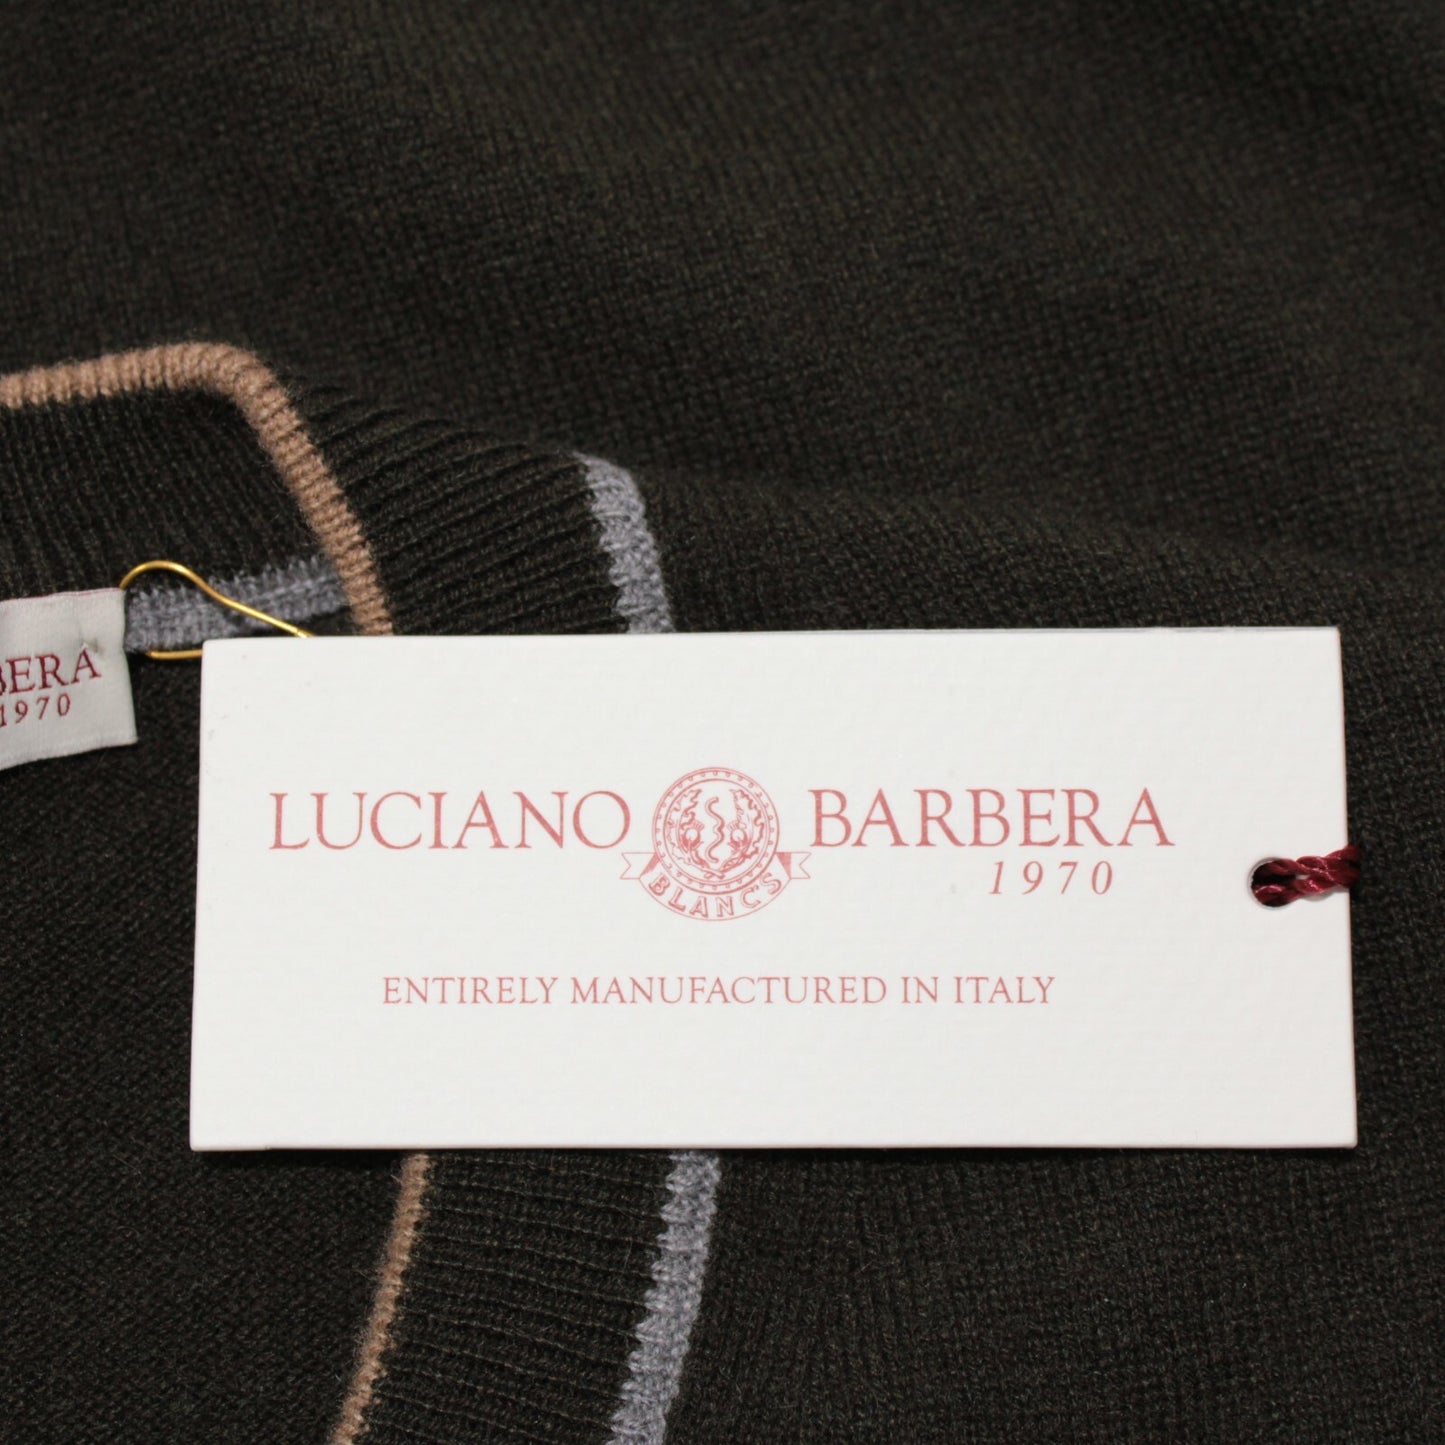 BERA
1970
LUCIANO BARBERA
1970
BLANC'S
ENTIRELY MANUFACTURED IN ITALY